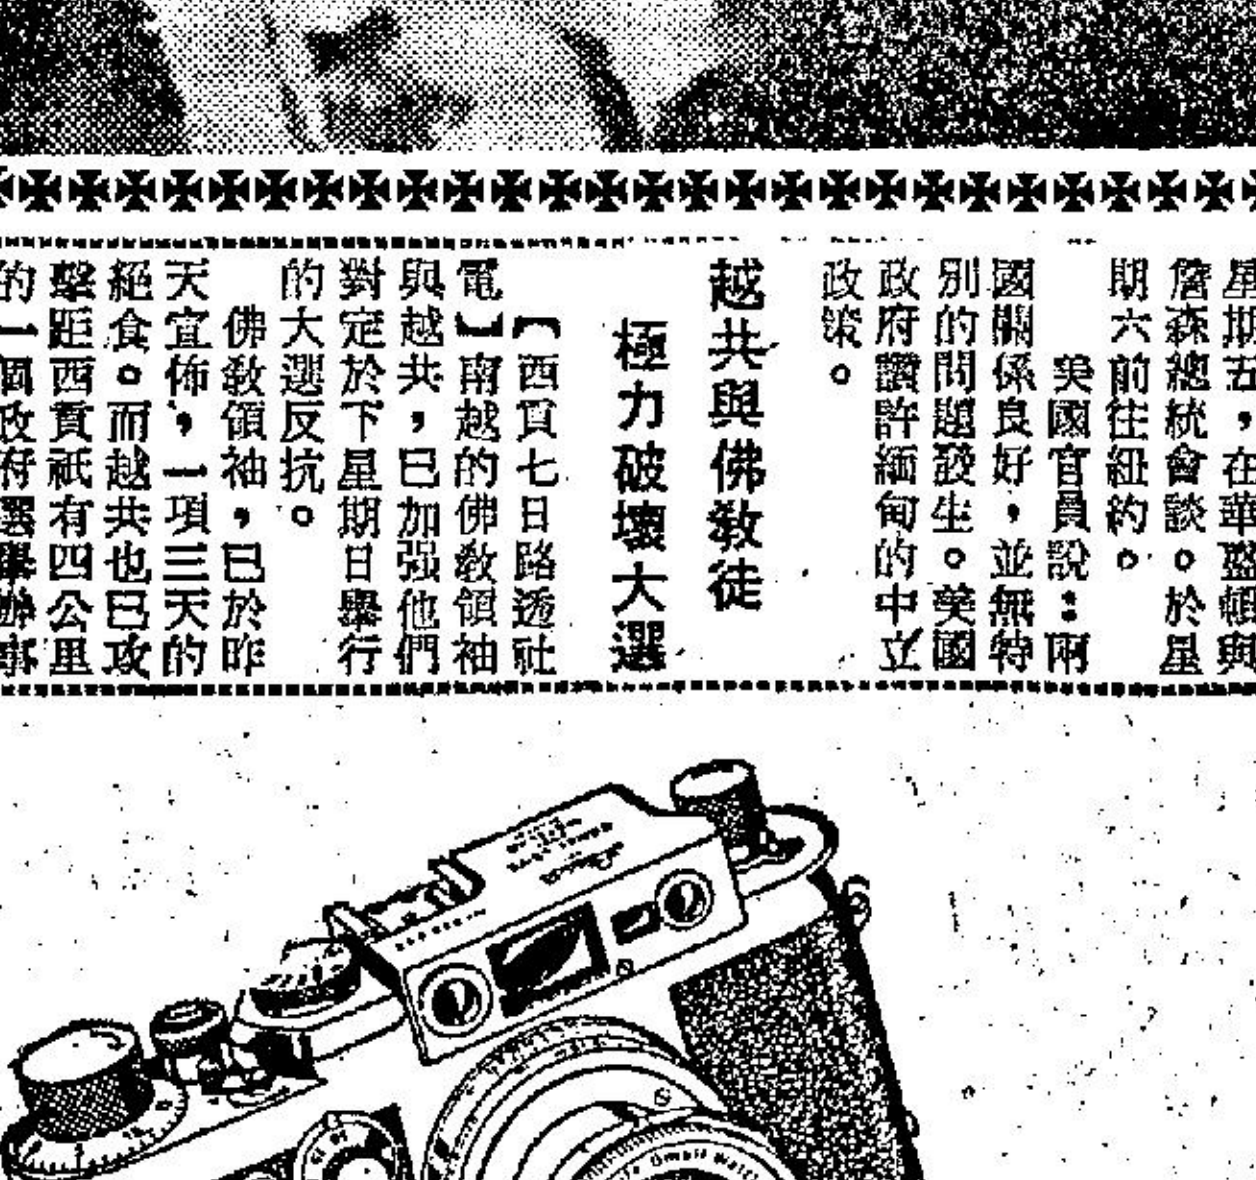 星期五，在華盛頓與
詹森總統會談。於星
期六前往紐約。
美國官員說：兩
國關係良好，並無特
別的問題發生。美國
政府讚許緬甸的中立
政策。
越共與佛教徒
極力破壞大選
【西貢七日路透社
電】南越的佛敎領袖
與越共，已加强他們
對定於下星期日舉行
的大選反抗。
佛敎領袖，已於昨
天宣佈，一項三天的
絕食。而越共也已攻
擊距西貢祇有四公里
的一個政府選舉辦事